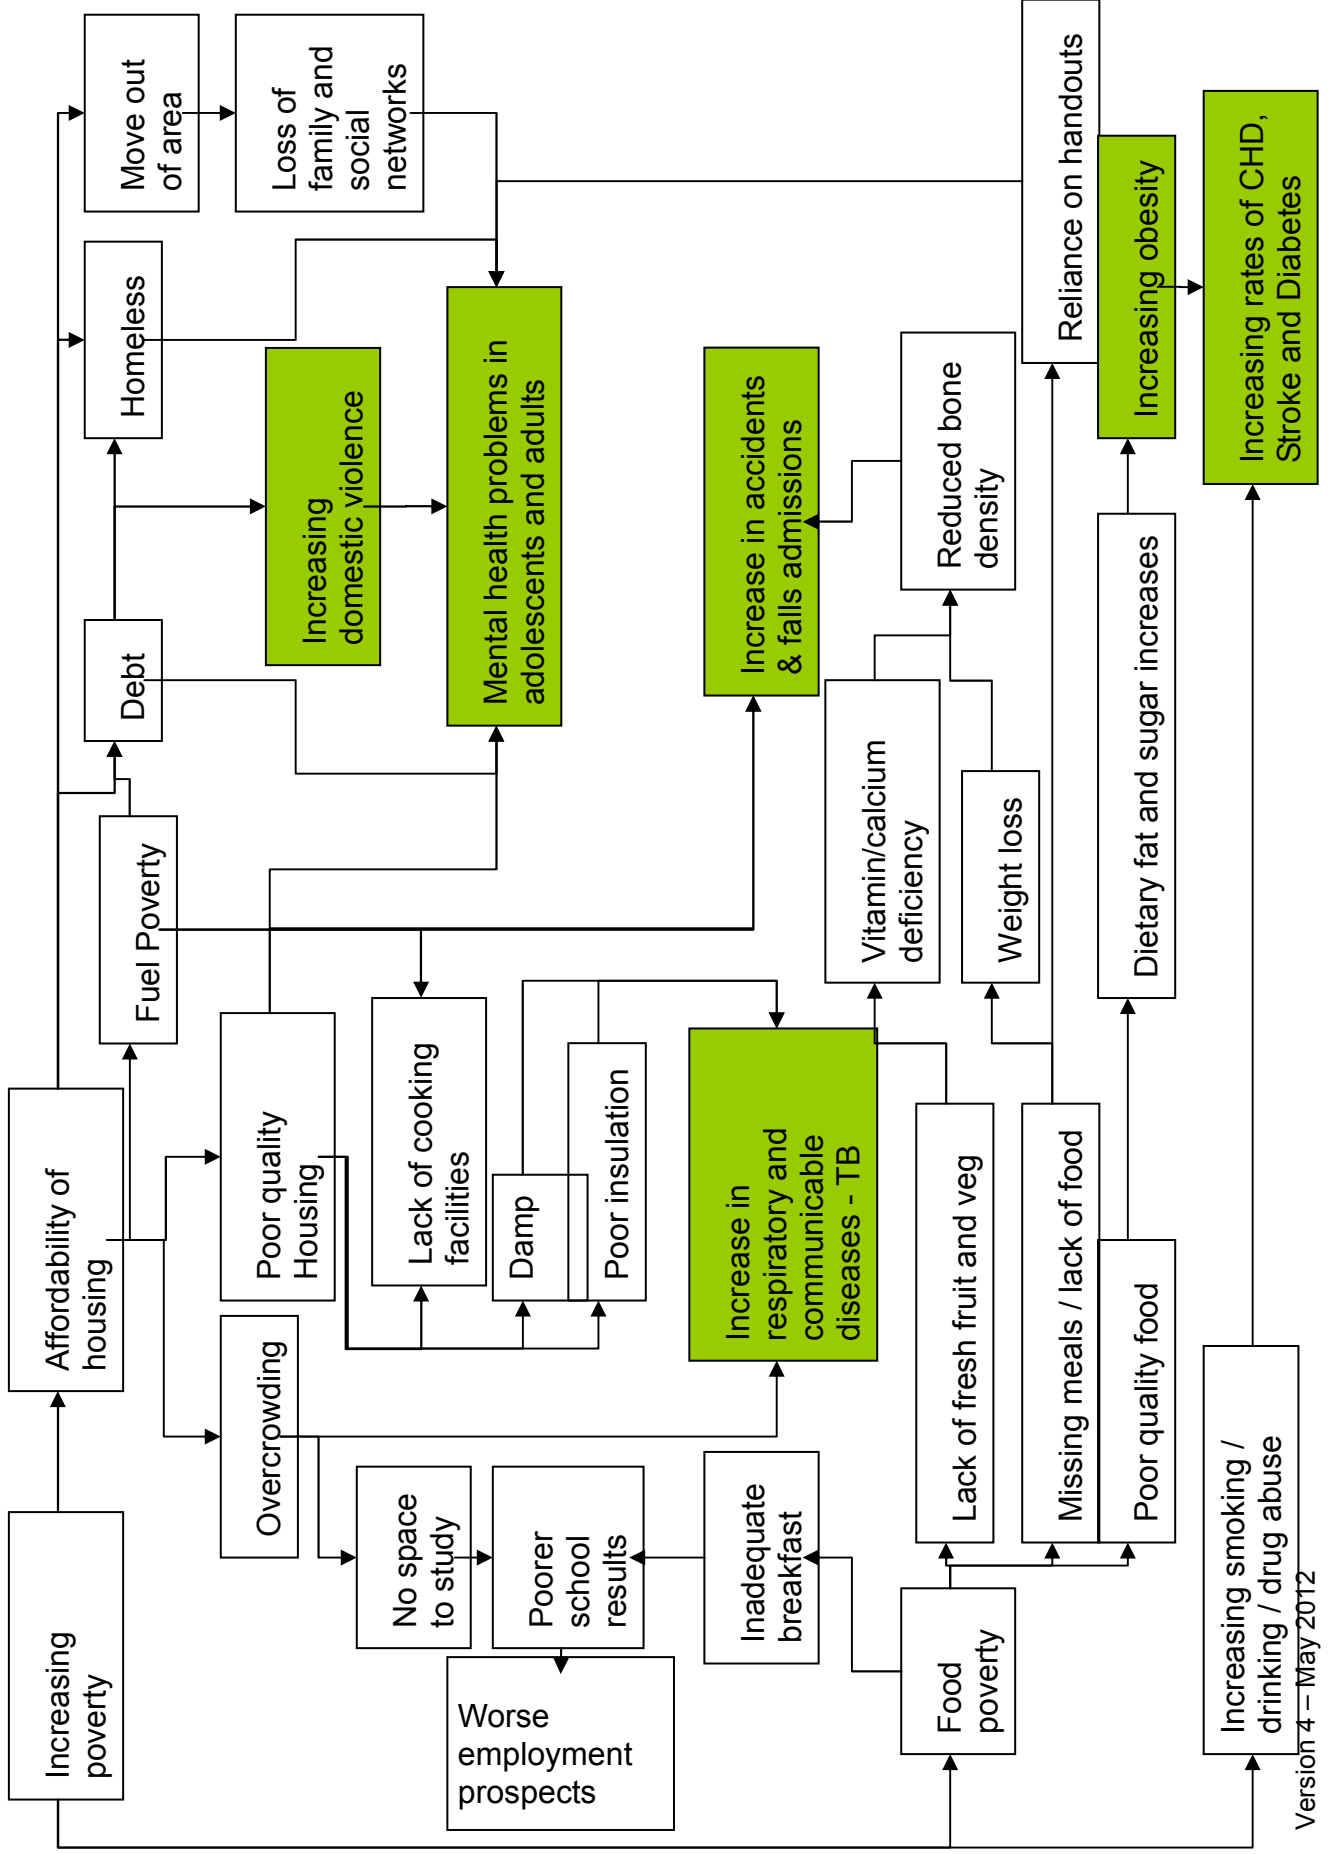 Increasing
poverty
Affordability of
housing
Overcrowding
Poor quality
Housing
Fuel Poverty
Debt
Homeless
Move out
of area
Loss of
family and
social
networks
Increasing
domestic violence
Mental health problems in
adolescents and adults
No space
to study
Poorer
school
results
Worse
employment
prospects
Lack of cooking
facilities
Damp
Poor insulation
Increase in
respiratory and
communicable
diseases - TB
Increase in accidents
& falls admissions
Inadequate
breakfast
Food
poverty
Lack of fresh fruit and veg
Vitamin/calcium
deficiency
Reduced bone
density
Missing meals / lack of food
Weight loss
Reliance on handouts
Poor quality food
Dietary fat and sugar increases
Increasing obesity
Increasing smoking /
drinking / drug abuse
Increasing rates of CHD,
Stroke and Diabetes
Version 4 – May 2012